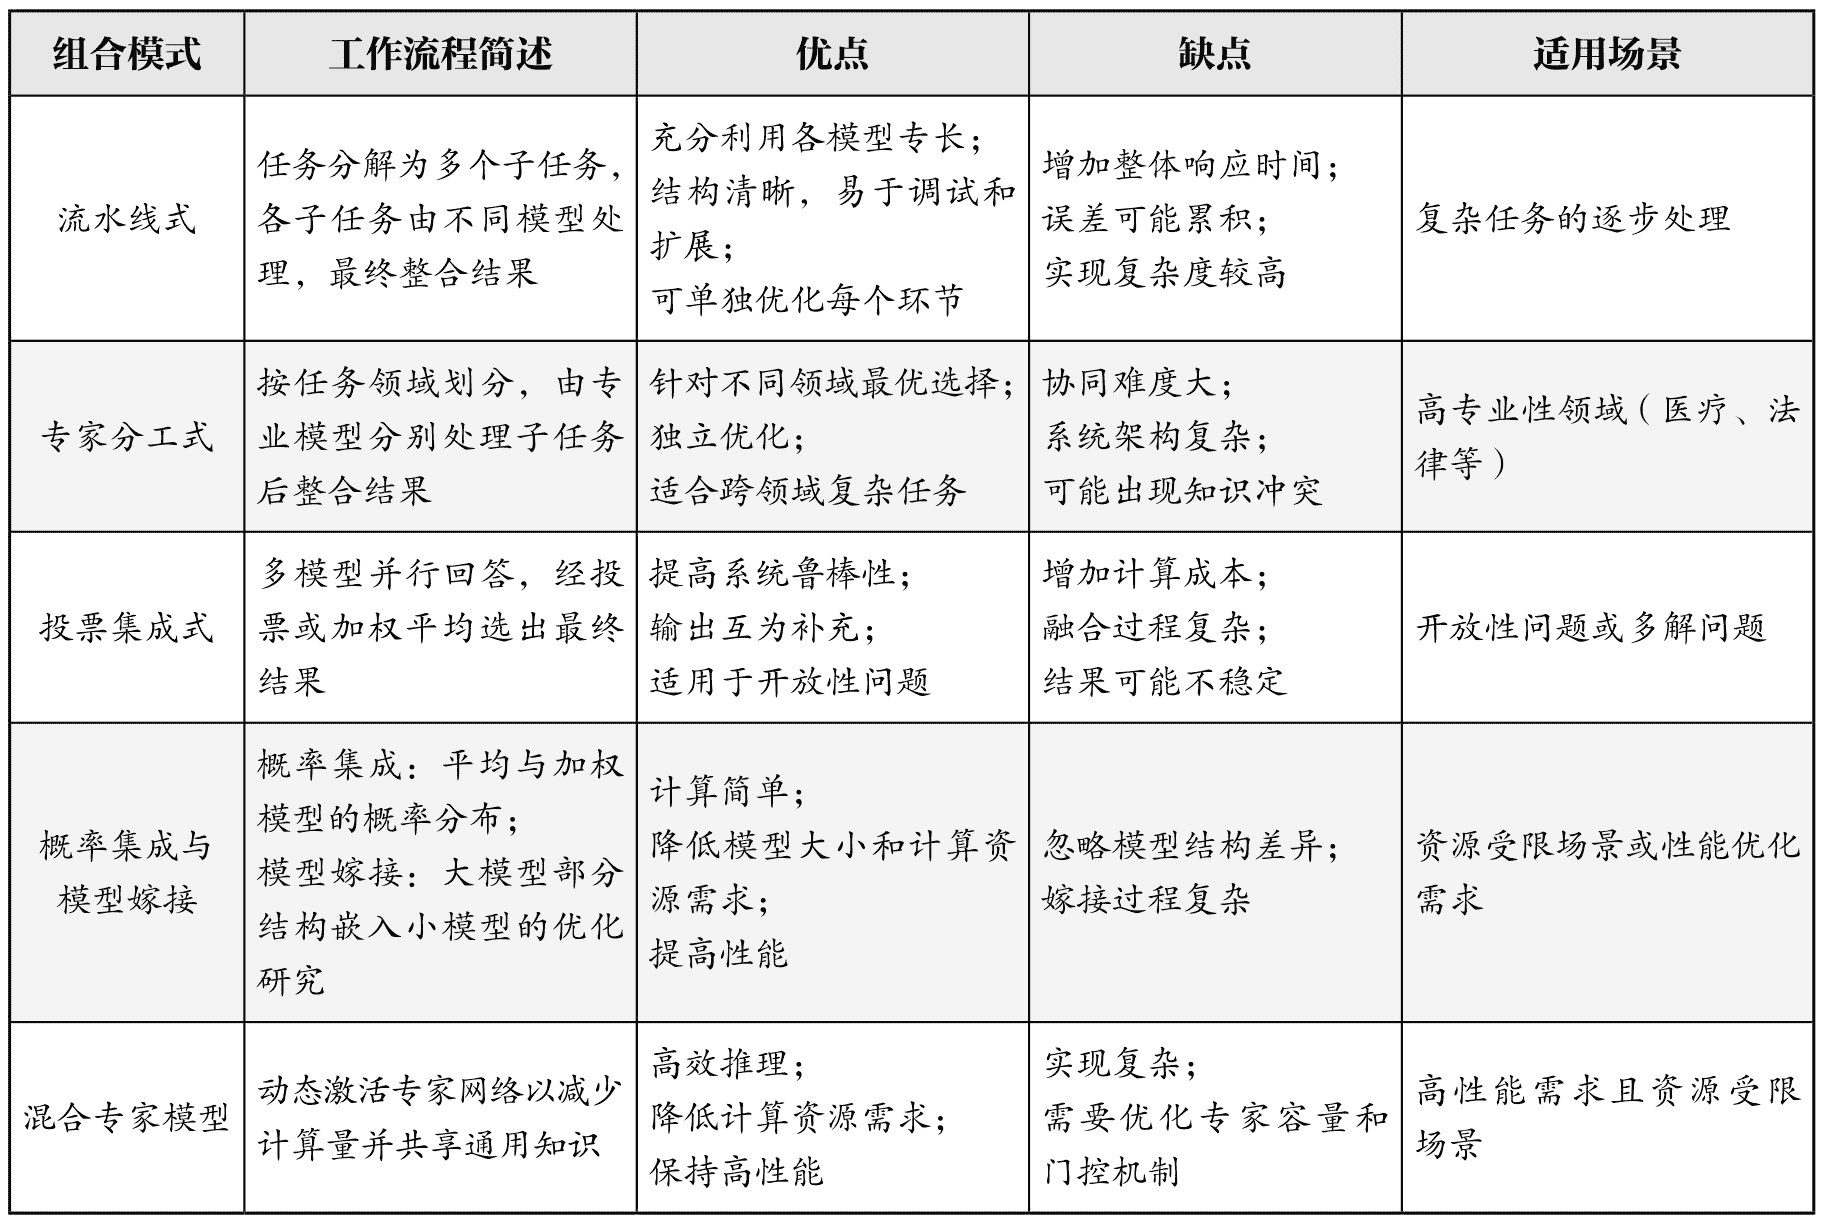 组合模式
工作流程简述
优点
缺点
适用场景
流水线式
任务分解为多个子任务，
各子任务由不同模型处
理，最终整合结果
充分利用各模型专长；
结构清晰，易于调试和
扩展；
可单独优化每个环节
增加整体响应时间；
误差可能累积；
实现复杂度较高
复杂任务的逐步处理
专家分工式
按任务领域划分，由专
业模型分别处理子任务
后整合结果
针对不同领域最优选择；
独立优化；
适合跨领域复杂任务
协同难度大；
系统架构复杂；
可能出现知识冲突
高专业性领域（医疗、法
律等）
投票集成式
多模型并行回答，经投
票或加权平均选出最终
结果
提高系统鲁棒性；
输出互为补充；
适用于开放性问题
增加计算成本；
融合过程复杂；
结果可能不稳定
开放性问题或多解问题
概率集成与
模型嫁接
概率集成：平均与加权
模型的概率分布；
模型嫁接：大模型部分
结构嵌入小模型的优化
研究
计算简单；
降低模型大小和计算资
源需求；
提高性能
忽略模型结构差异；
嫁接过程复杂
资源受限场景或性能优化
需求
混合专家模型
动态激活专家网络以减少
计算量并共享通用知识
高效推理；
降低计算资源需求；
保持高性能
实现复杂；
需要优化专家容量和
门控机制
高性能需求且资源受限
场景